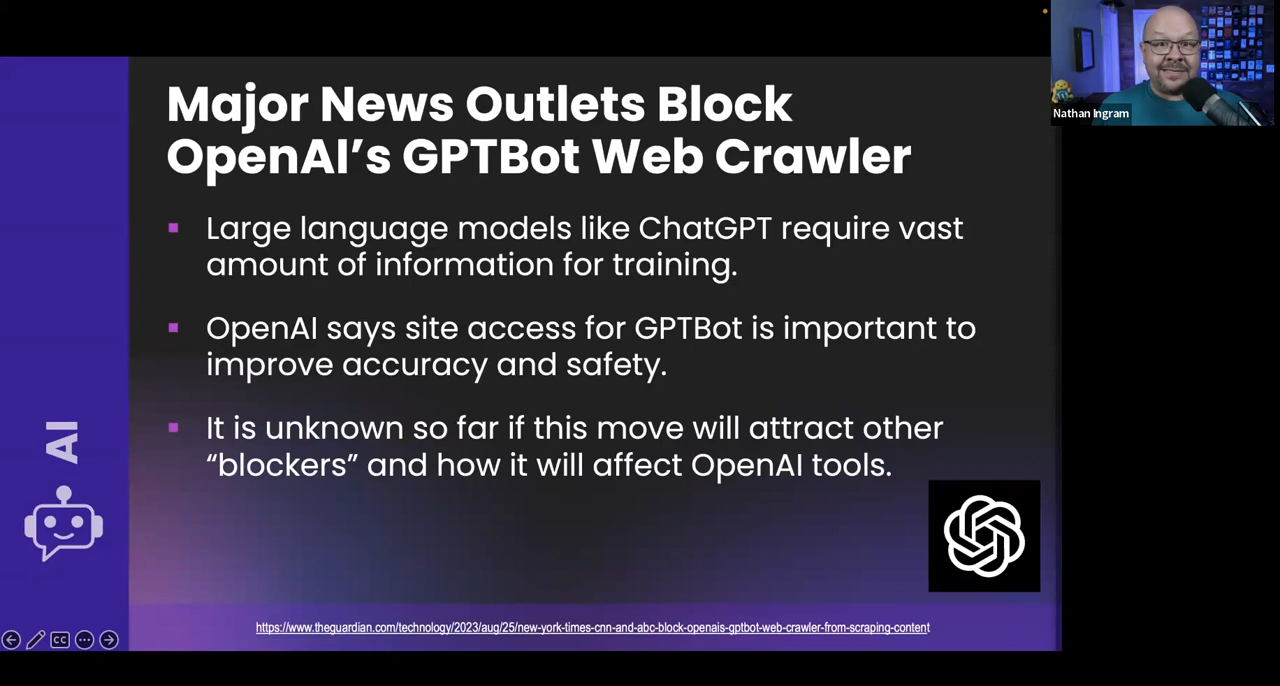 Nathan Ingram
Major News Outlets Block
OpenAI’s GPTBot Web Crawler
Large language models like ChatGPT require vast
amount of information for training.
OpenAI says site access for GPTBot is important to
improve accuracy and safety.
It is unknown so far if this move will attract other
“blockers” and how it will affect OpenAI tools.
AI
CC
https://www.theguardian.com/technology/2023/aug/25/new-york-times-cnn-and-abc-block-openais-gptbot-web-crawler-from-scraping-content